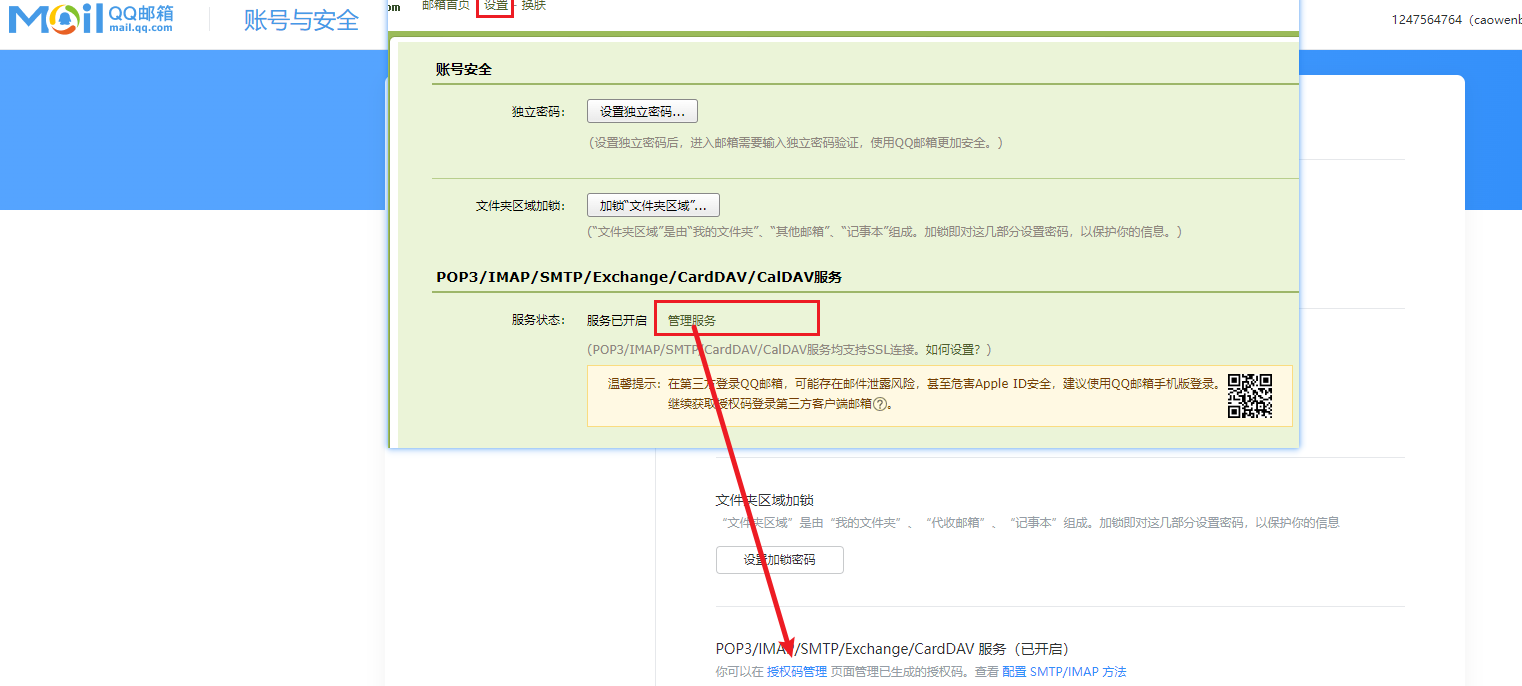 Mail QQ邮箱 mail.qq.com 账号与安全
om 邮箱首页 设置 - 换肤
1247564764 (caowenb
账号安全
独立密码: 设置独立密码...
(设置独立密码后，进入邮箱需要输入独立密码验证，使用QQ邮箱更加安全。)
文件夹区域加锁: 加锁“文件夹区域”...
(“文件夹区域”是由“我的文件夹”、“其他邮箱”、“记事本”组成。加锁即对这几部分设置密码，以保护你的信息。)
POP3/IMAP/SMTP/Exchange/CardDAV/CalDAV服务
服务状态: 服务已开启 管理服务
(POP3/IMAP/SMTP/CardDAV/CalDAV服务均支持SSL连接。如何设置？)
温馨提示：在第三方登录QQ邮箱，可能存在邮件泄露风险，甚至危害Apple ID安全，建议使用QQ邮箱手机版登录。
继续获取授权码登录第三方客户端邮箱?。
文件夹区域加锁
“文件夹区域”是由“我的文件夹”、“代收邮箱”、“记事本”组成。加锁即对这几部分设置密码，以保护你的信息
设置加锁密码
POP3/IMAP/SMTP/Exchange/CardDAV 服务（已开启）
你可以在 授权码管理 页面管理已生成的授权码。查看 配置 SMTP/IMAP 方法